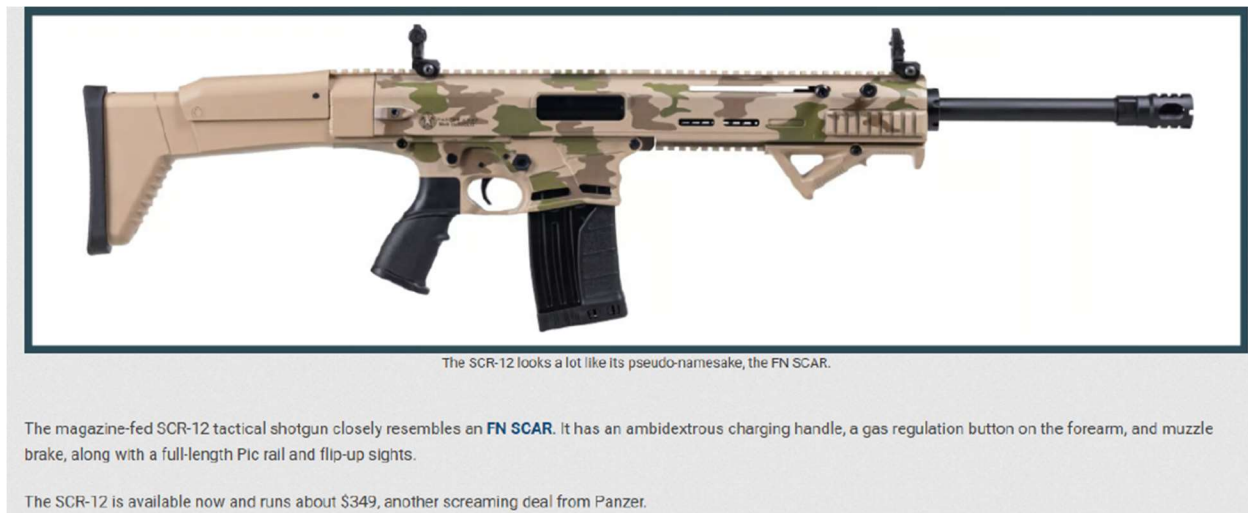 The SCR-12 looks a lot like its pseudo-namesake, the FN SCAR.
The magazine-fed SCR-12 tactical shotgun closely resembles an FN SCAR. It has an ambidextrous charging handle, a gas regulation button on the forearm, and muzzle
brake, along with a full-length Pic rail and flip-up sights.
The SCR-12 is available now and runs about $349, another screaming deal from Panzer.